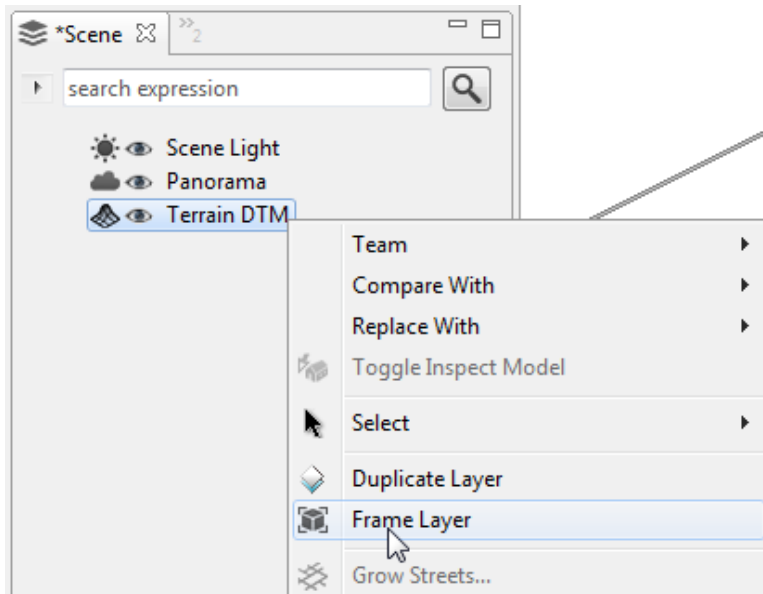 *Scene
»2
search expression
Scene Light
Panorama
Terrain DTM
Team
Compare With
Replace With
Toggle Inspect Model
Select
Duplicate Layer
Frame Layer
Grow Streets...